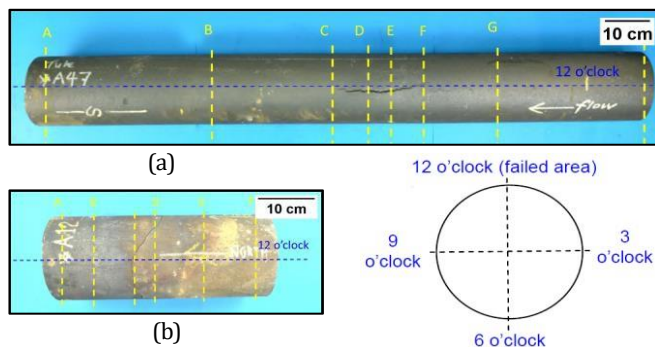 A
B
C
D
E
F
G
10 cm
Tube
A47
12 o'clock
S
flow
(a)
10 cm
A12
12 o'clock
(b)
12 o'clock (failed area)
9
o'clock
3
o'clock
6 o'clock